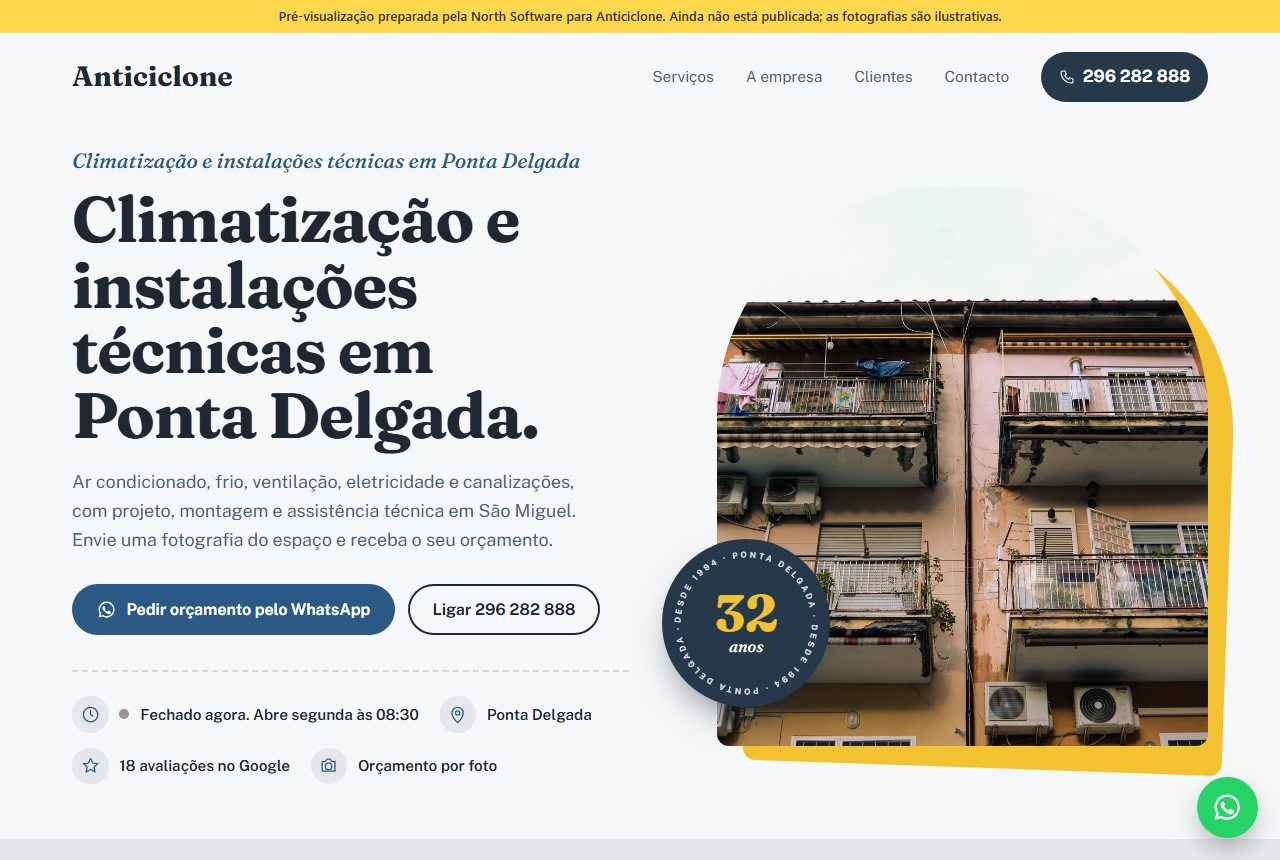 Pré-visualização preparada pela North Software para Anticiclone. Ainda não está publicada; as fotografias são ilustrativas.
Anticiclone
Serviços
A empresa
Clientes
Contacto
296 282 888
Climatização e instalações técnicas em Ponta Delgada
Climatização e
instalações
técnicas em
Ponta Delgada.
Ar condicionado, frio, ventilação, eletricidade e canalizações,
com projeto, montagem e assistência técnica em São Miguel.
Envie uma fotografia do espaço e receba o seu orçamento.
Pedir orçamento pelo WhatsApp
Ligar 296 282 888
Fechado agora. Abre segunda às 08:30
Ponta Delgada
18 avaliações no Google
Orçamento por foto
DESDE 1994 · PONTA DELGADA · DESDE 1994 · PONTA DELGADA ·
32
anos